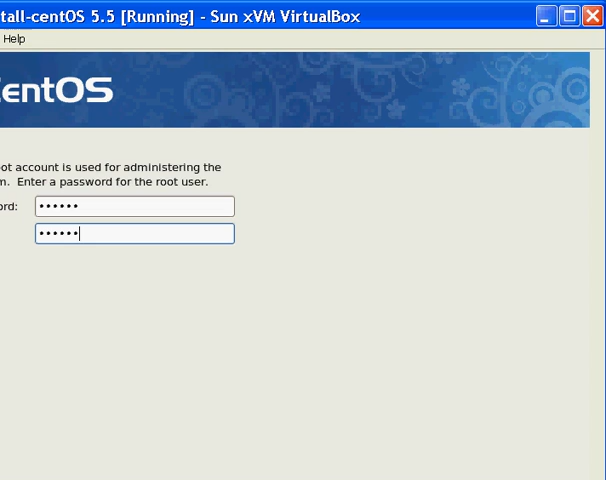 tall-centOS 5.5 [Running] - Sun xVM VirtualBox
Help
entOS
ot account is used for administering the
m. Enter a password for the root user.
ord: